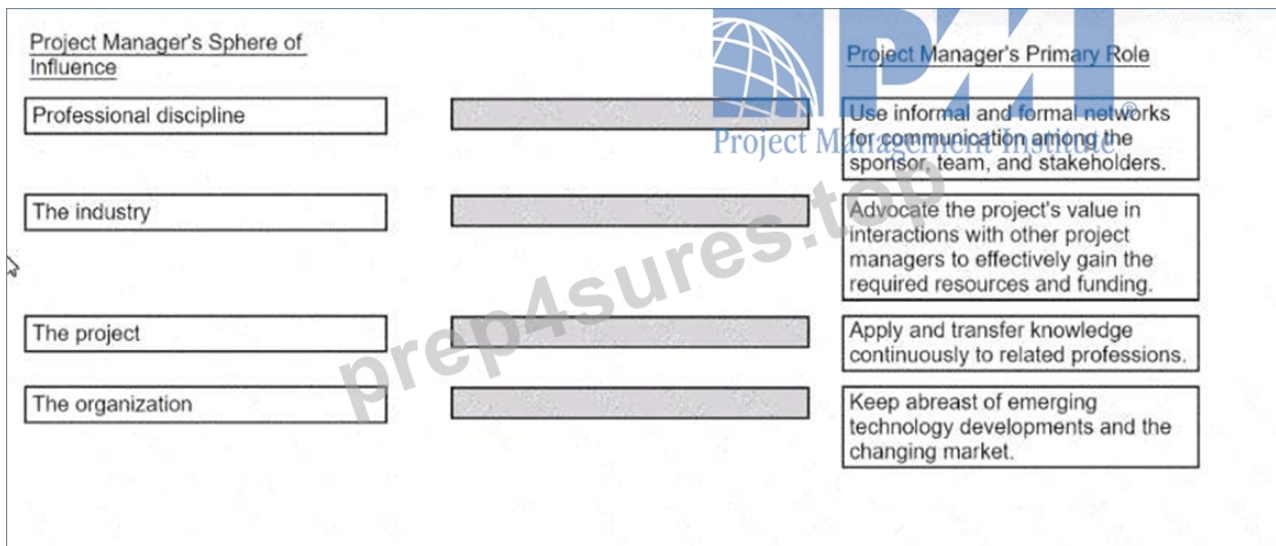 Project Manager's Sphere of
Influence
Project Manager's Primary Role
Professional discipline
Use informal and formal networks
for communication among the
sponsor, team, and stakeholders.
The industry
Advocate the project's value in
interactions with other project
managers to effectively gain the
required resources and funding.
The project
Apply and transfer knowledge
continuously to related professions.
The organization
Keep abreast of emerging
technology developments and the
changing market.
PMI®
Project Management Institute
prep4sures.top